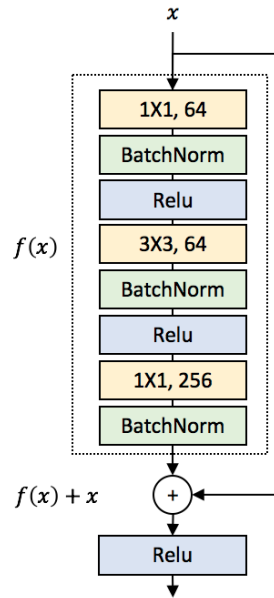 x
1X1, 64
BatchNorm
Relu
f(x)
3X3, 64
BatchNorm
Relu
1X1, 256
BatchNorm
f(x) + x
+
Relu